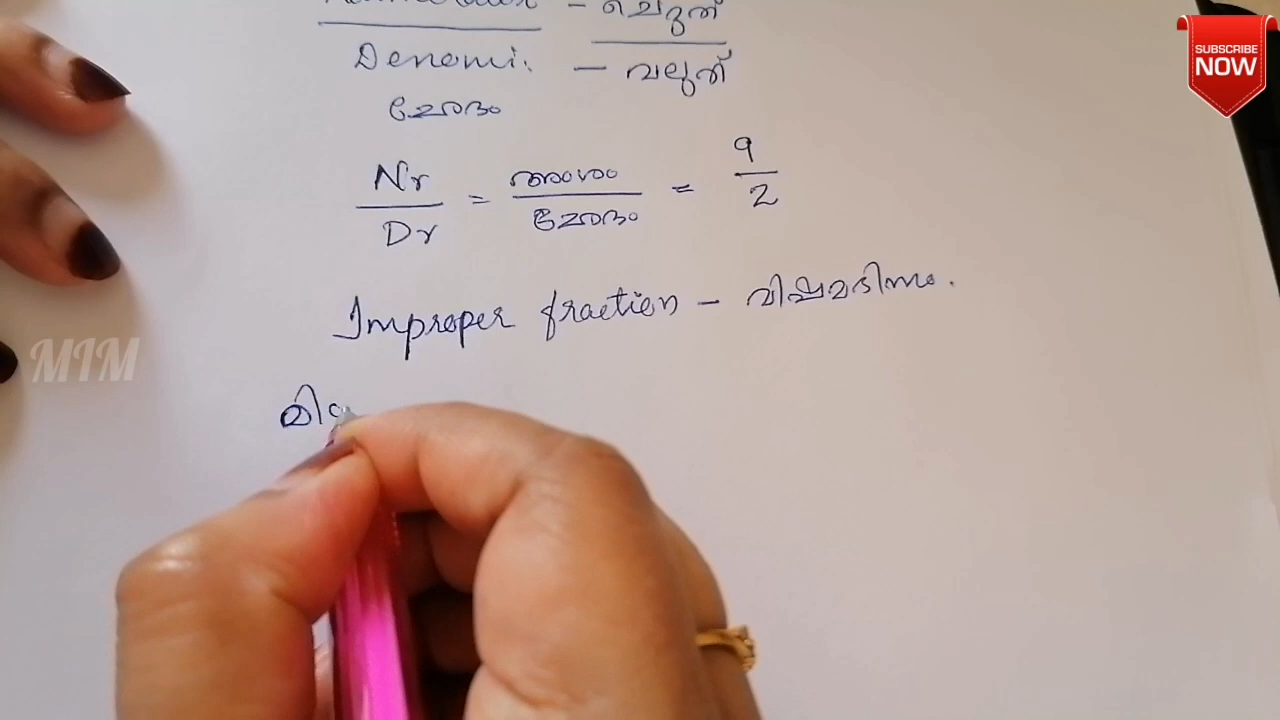 – ചെറുത്
Denomi. – വലുത്
ഛേദം
Nr = അംശം = 9
Dr ഛേദം 2
Improper fraction – വിഷമഭിന്നം.
മി
SUBSCRIBE
NOW
MIM